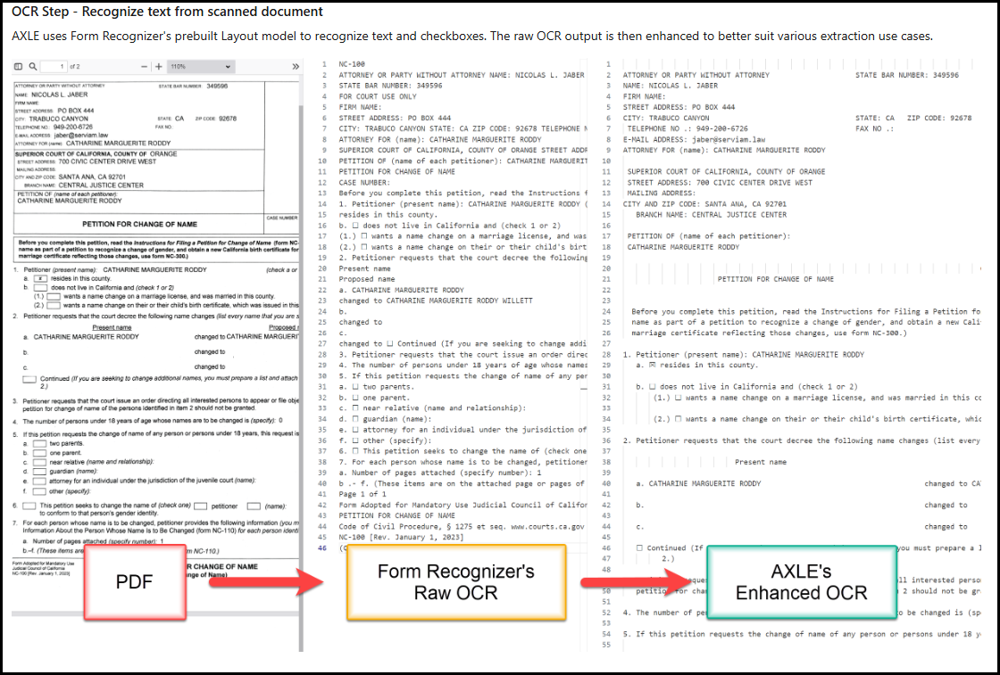 OCR Step - Recognize text from scanned document
AXLE uses Form Recognizer's prebuilt Layout model to recognize text and checkboxes. The raw OCR output is then enhanced to better suit various extraction use cases.
1 of 2
110%
ATTORNEY OR PARTY WITHOUT ATTORNEY STATE BAR NUMBER: 349596
NAME: NICOLAS L. JABER
FIRM NAME:
STREET ADDRESS: PO BOX 444
CITY: TRABUCO CANYON STATE: CA ZIP CODE: 92678
TELEPHONE NO.: 949-200-6726 FAX NO.
E-MAIL ADDRESS: jaber@serviam.law
ATTORNEY FOR (name): CATHARINE MARGUERITE RODDY
SUPERIOR COURT OF CALIFORNIA, COUNTY OF ORANGE
STREET ADDRESS: 700 CIVIC CENTER DRIVE WEST
MAILING ADDRESS:
CITY AND ZIP CODE: SANTA ANA, CA 92701
BRANCH NAME: CENTRAL JUSTICE CENTER
PETITION OF (name of each petitioner):
CATHARINE MARGUERITE RODDY
PETITION FOR CHANGE OF NAME
CASE NUMBER
Before you complete this petition, read the Instructions for Filing a Petition for Change of Name (form NC-
name as part of a petition to recognize a change of gender, and obtain a new California birth certificate for
marriage certificate reflecting those changes, use form NC-300.)
1. Petitioner (present name): CATHARINE MARGUERITE RODDY (check a or
a. x resides in this county.
b. does not live in California and (check 1 or 2)
(1.) wants a name change on a marriage license, and was married in this county.
(2.) wants a name change on their or their child's birth certificate, which was issued in this
2. Petitioner requests that the court decree the following name changes (list every name that you are s
Present name Proposed
a. CATHARINE MARGUERITE RODDY changed to CATHARINE MARGUERI
b. changed to
c. changed to
Continued (If you are seeking to change additional names, you must prepare a list and attach
2.)
3. Petitioner requests that the court issue an order directing all interested persons to appear or file obje
petition for change of name of the persons identified in item 2 should not be granted.
4. The number of persons under 18 years of age whose names are to be changed is (specify): 0
5. If this petition requests the change of name of any person or persons under 18 years, this request is
a. two parents.
b. one parent.
c. near relative (name and relationship):
d. guardian (name):
e. attorney for an individual under the jurisdiction of the juvenile court (name):
f. other (specify):
6. This petition seeks to change the name of (check one) petitioner (name):
to conform to that person's gender identity.
7. For each person whose name is to be changed, petitioner provides the following information (you m
Information About the Person Whose Name Is to Be Changed (form NC-110) for each person identi
a. Number of pages attached (specify number): 1
b.-f. (These items are m NC-110.)
Form Adopted for Mandatory Use
Judicial Council of California
NC-100 [Rev. January 1, 2023]
R CHANGE OF NAME
nge of Name)
PDF
1 NC-100
2 ATTORNEY OR PARTY WITHOUT ATTORNEY NAME: NICOLAS L. JABER
3 STATE BAR NUMBER: 349596
4 FOR COURT USE ONLY
5 FIRM NAME:
6 STREET ADDRESS: PO BOX 444
7 CITY: TRABUCO CANYON STATE: CA ZIP CODE: 92678 TELEPHONE N
8 ATTORNEY FOR (name): CATHARINE MARGUERITE RODDY
9 SUPERIOR COURT OF CALIFORNIA, COUNTY OF ORANGE STREET ADDR
10 PETITION OF (name of each petitioner): CATHARINE MARGUERIT
11 PETITION FOR CHANGE OF NAME
12 CASE NUMBER:
13 Before you complete this petition, read the Instructions f
14 1. Petitioner (present name): CATHARINE MARGUERITE RODDY (
15 resides in this county.
16 b. ☐ does not live in California and (check 1 or 2)
17 (1.) ☐ wants a name change on a marriage license, and was
18 (2.) ☐ wants a name change on their or their child's birt
19 2. Petitioner requests that the court decree the following
20 Present name
21 Proposed name
22 a. CATHARINE MARGUERITE RODDY
23 changed to CATHARINE MARGUERITE RODDY WILLETT
24 b.
25 changed to
26 c.
27 changed to ☐ Continued (If you are seeking to change addi
28 3. Petitioner requests that the court issue an order direc
29 4. The number of persons under 18 years of age whose names
30 5. If this petition requests the change of name of any per
31 a. ☐ two parents.
32 b. ☐ one parent.
33 c. ☐ near relative (name and relationship):
34 d. ☐ guardian (name):
35 e. ☐ attorney for an individual under the jurisdiction of
36 f. ☐ other (specify):
37 6. ☐ This petition seeks to change the name of (check one
38 7. For each person whose name is to be changed, petitioner
39 a. Number of pages attached (specify number): 1
40 b .- f. (These items are on the attached page or pages of
41 Page 1 of 1
42 Form Adopted for Mandatory Use Judicial Council of Califor
43 PETITION FOR CHANGE OF NAME
44 Code of Civil Procedure, § 1275 et seq. www.courts.ca.gov
45 NC-100 [Rev. January 1, 2023]
46
Form Recognizer's
Raw OCR
1
2 ATTORNEY OR PARTY WITHOUT ATTORNEY STATE BAR NUMBER: 349596
3 NAME: NICOLAS L. JABER
4 FIRM NAME:
5 STREET ADDRESS: PO BOX 444
6 CITY: TRABUCO CANYON STATE: CA ZIP CODE: 92678
7 TELEPHONE NO .: 949-200-6726 FAX NO .:
8 E-MAIL ADDRESS: jaber@serviam.law
9 ATTORNEY FOR (name): CATHARINE MARGUERITE RODDY
10
11 SUPERIOR COURT OF CALIFORNIA, COUNTY OF ORANGE
12 STREET ADDRESS: 700 CIVIC CENTER DRIVE WEST
13 MAILING ADDRESS:
14 CITY AND ZIP CODE: SANTA ANA, CA 92701
15 BRANCH NAME: CENTRAL JUSTICE CENTER
16
17 PETITION OF (name of each petitioner):
18 CATHARINE MARGUERITE RODDY
19
20
21 PETITION FOR CHANGE OF NAME
22
23
24 Before you complete this petition, read the Instructions for Filing a Petition fo
25 name as part of a petition to recognize a change of gender, and obtain a new Cali
26 marriage certificate reflecting those changes, use form NC-300.)
27
28 1. Petitioner (present name): CATHARINE MARGUERITE RODDY
29 a. ☒ resides in this county.
30
31 b. ☐ does not live in California and (check 1 or 2)
32 (1.) ☐ wants a name change on a marriage license, and was married in this co
33
34 (2.) ☐ wants a name change on their or their child's birth certificate, whic
35
36 2. Petitioner requests that the court decree the following name changes (list every
37
38 Present name
39
40 a. CATHARINE MARGUERITE RODDY changed to CA
41
42 b. changed to
43
44 c. changed to
45
46 ☐ Continued (If you must prepare a l
47 2.)
48
ques ll interested perso
50 petition for cha 2 should not be gr
51
52 4. The number of pe o be changed is (sp
53
54 5. If this petition requests the change of name of any person or persons under 18 y
55
AXLE's
Enhanced OCR